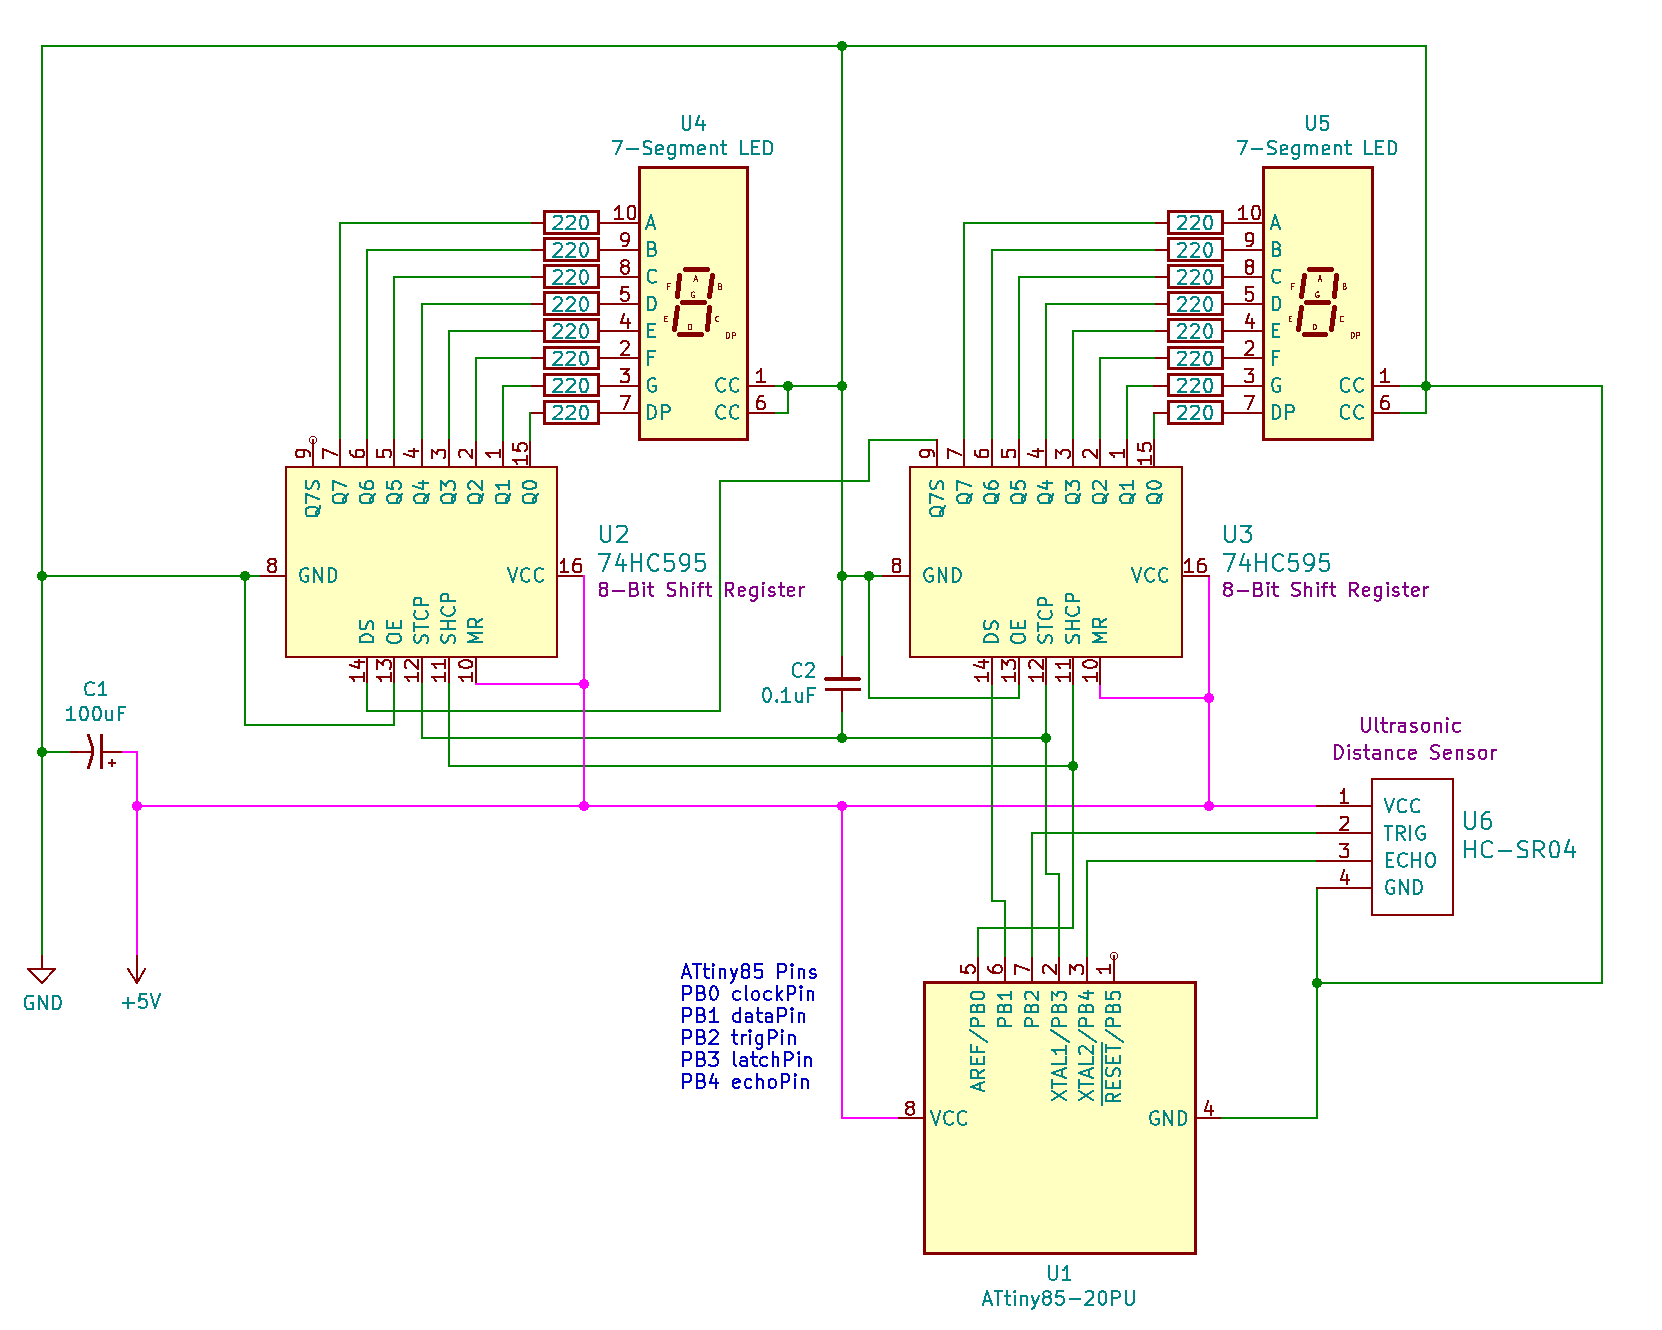 U4
7-Segment LED
U5
7-Segment LED
220 10 A
220 9 B
220 8 C
220 5 D
220 4 E
220 2 F
220 3 G
220 7 DP
CC 1
CC 6
A
F B
G
E C
D
DP
220 10 A
220 9 B
220 8 C
220 5 D
220 4 E
220 2 F
220 3 G
220 7 DP
CC 1
CC 6
A
F B
G
E C
D
DP
9 7 6 5 4 3 2 1 15
Q7S Q7 Q6 Q5 Q4 Q3 Q2 Q1 Q0
8 GND
VCC 16
DS OE STCP SHCP MR
14 13 12 11 10
U2
74HC595
8-Bit Shift Register
9 7 6 5 4 3 2 1 15
Q7S Q7 Q6 Q5 Q4 Q3 Q2 Q1 Q0
8 GND
VCC 16
DS OE STCP SHCP MR
14 13 12 11 10
U3
74HC595
8-Bit Shift Register
C1
100uF
+
C2
0.1uF
Ultrasonic
Distance Sensor
1 VCC
2 TRIG
3 ECHO
4 GND
U6
HC-SR04
GND
+5V
ATtiny85 Pins
PB0 clockPin
PB1 dataPin
PB2 trigPin
PB3 latchPin
PB4 echoPin
5 6 7 2 3 1
AREF/PB0 PB1 PB2 XTAL1/PB3 XTAL2/PB4 RESET/PB5
8 VCC
GND 4
U1
ATtiny85-20PU